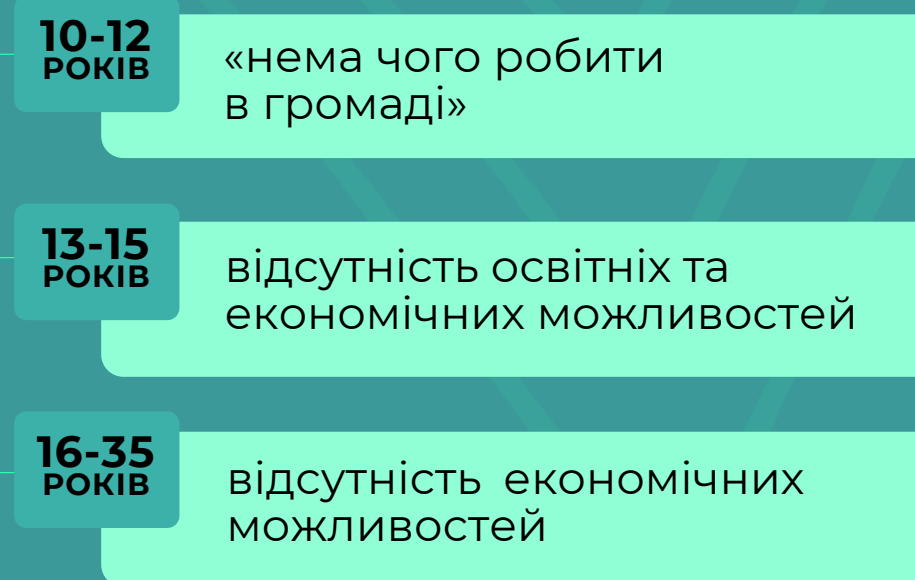 10-12
РОКІВ
«нема чого робити
в громаді»
13-15
РОКІВ
відсутність освітніх та
економічних можливостей
16-35
РОКІВ
відсутність економічних
можливостей